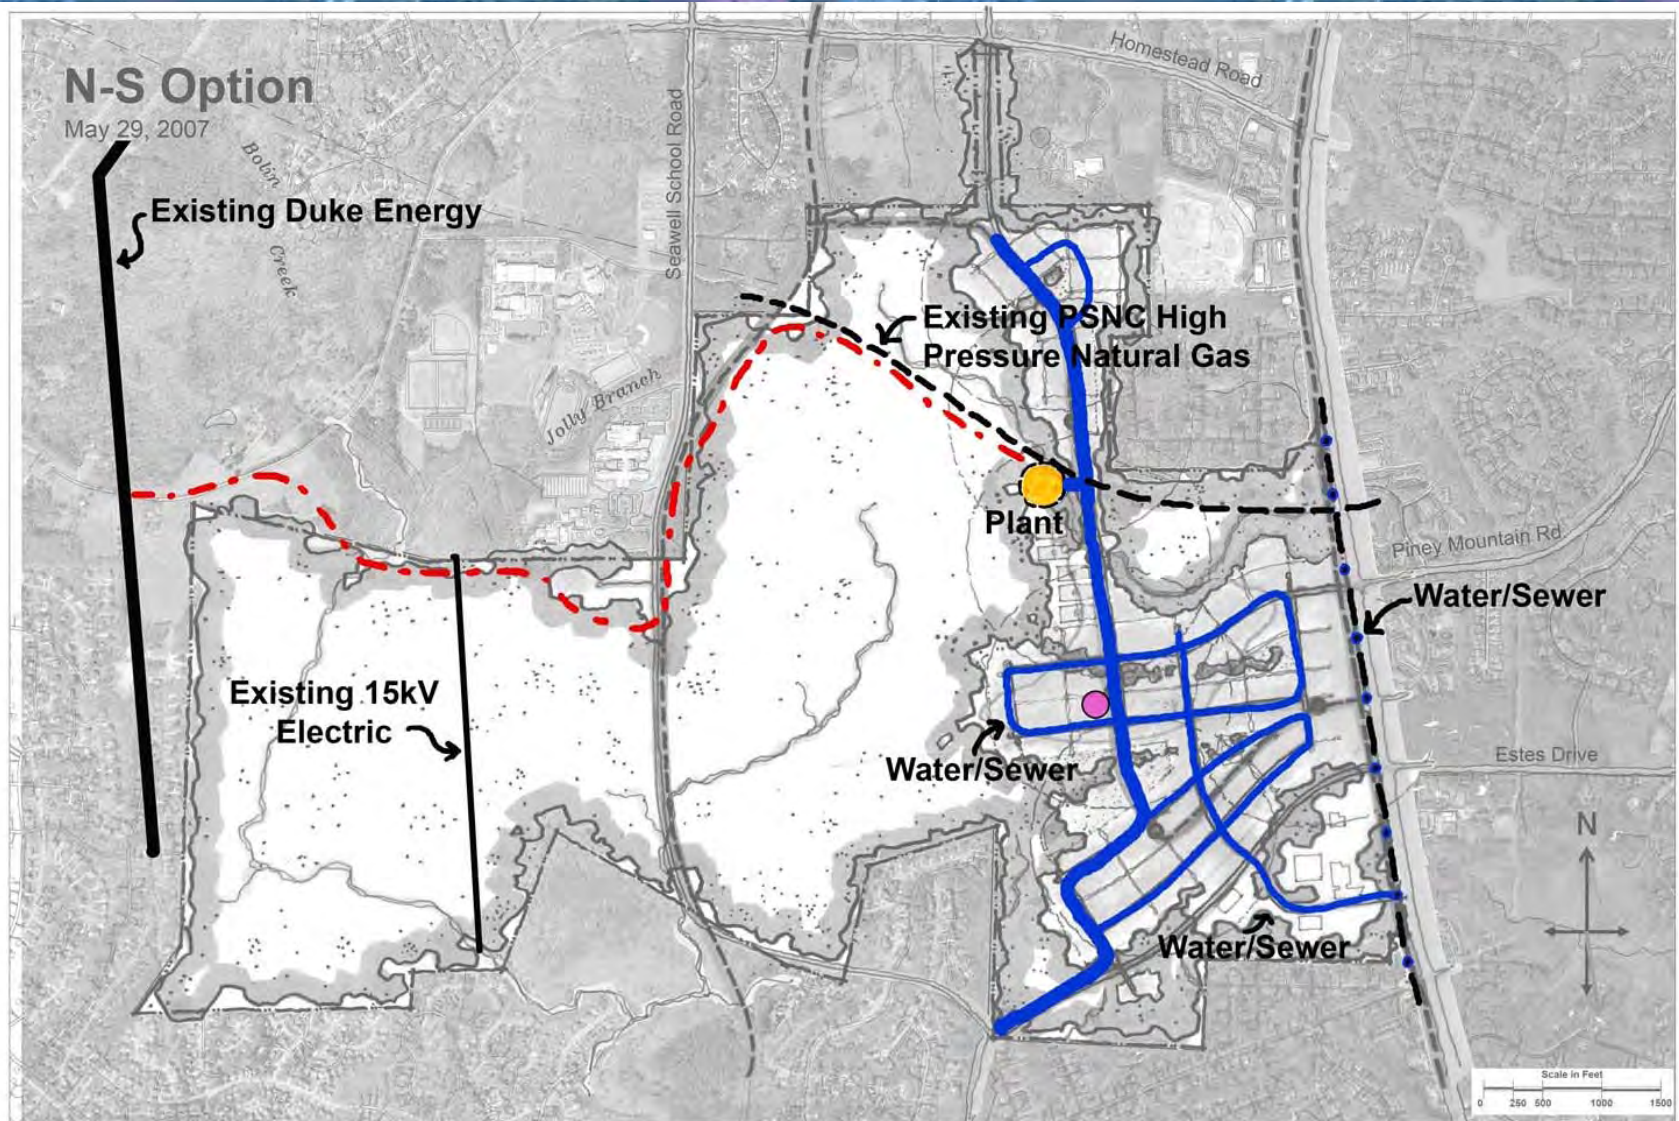 N-S Option
May 29, 2007
Homestead Road
Bolin
Creek
Existing Duke Energy
Seawell School Road
Existing PSNC High
Pressure Natural Gas
Jolly Branch
Plant
Piney Mountain Rd
Water/Sewer
Existing 15kV
Electric
Water/Sewer
Estes Drive
N
Water/Sewer
Scale in Feet
0 250 500 1000 1500